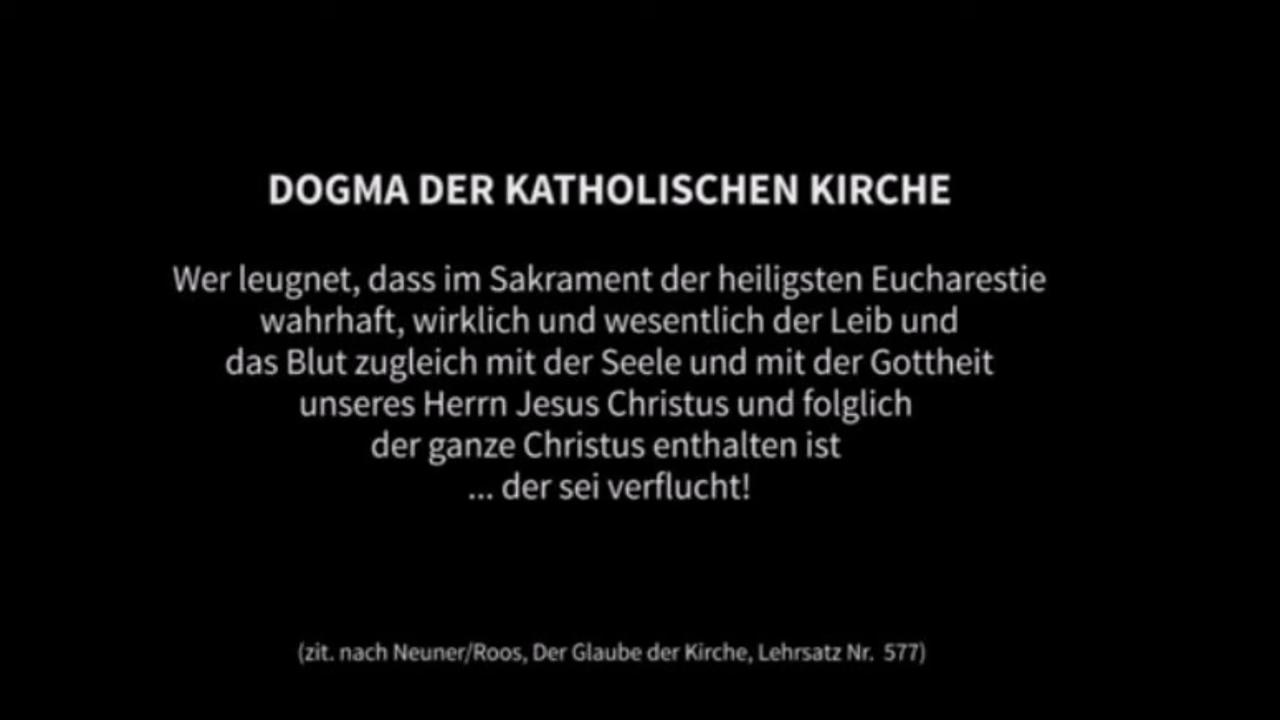 DOGMA DER KATHOLISCHEN KIRCHE
Wer leugnet, dass im Sakrament der heiligsten Eucharestie
wahrhaft, wirklich und wesentlich der Leib und
das Blut zugleich mit der Seele und mit der Gottheit
unseres Herrn Jesus Christus und folglich
der ganze Christus enthalten ist
... der sei verflucht!
(zit. nach Neuner/Roos, Der Glaube der Kirche, Lehrsatz Nr. 577)